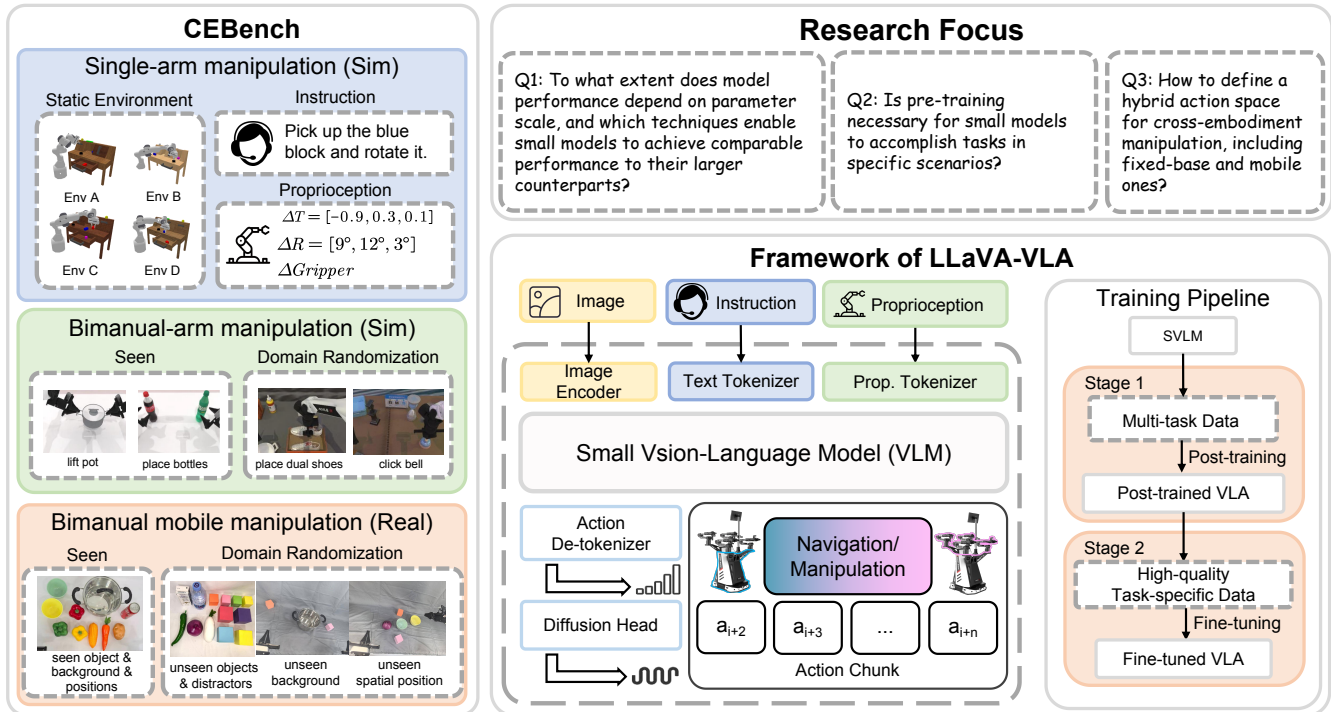 CEBench
Single-arm manipulation (Sim)
Static Environment
Env A
Env B
Env C
Env D
Instruction
Pick up the blue
block and rotate it.
Proprioception
ΔT = [−0.9, 0.3, 0.1]
ΔR = [9°, 12°, 3°]
ΔGripper
Bimanual-arm manipulation (Sim)
Seen
lift pot
place bottles
Domain Randomization
place dual shoes
click bell
Bimanual mobile manipulation (Real)
Seen
seen object &
background &
positions
Domain Randomization
unseen objects
& distractors
unseen
background
unseen
spatial position
Research Focus
Q1: To what extent does model
performance depend on parameter
scale, and which techniques enable
small models to achieve comparable
performance to their larger
counterparts?
Q2: Is pre-training
necessary for small models
to accomplish tasks in
specific scenarios?
Q3: How to define a
hybrid action space
for cross-embodiment
manipulation, including
fixed-base and mobile
ones?
Framework of LLaVA-VLA
Image
Instruction
Proprioception
Image
Encoder
Text Tokenizer
Prop. Tokenizer
Small Vsion-Language Model (VLM)
Action
De-tokenizer
Diffusion Head
Navigation/
Manipulation
a_{i+2}
a_{i+3}
...
a_{i+n}
Action Chunk
Training Pipeline
SVLM
Stage 1
Multi-task Data
Post-training
Post-trained VLA
Stage 2
High-quality
Task-specific Data
Fine-tuning
Fine-tuned VLA